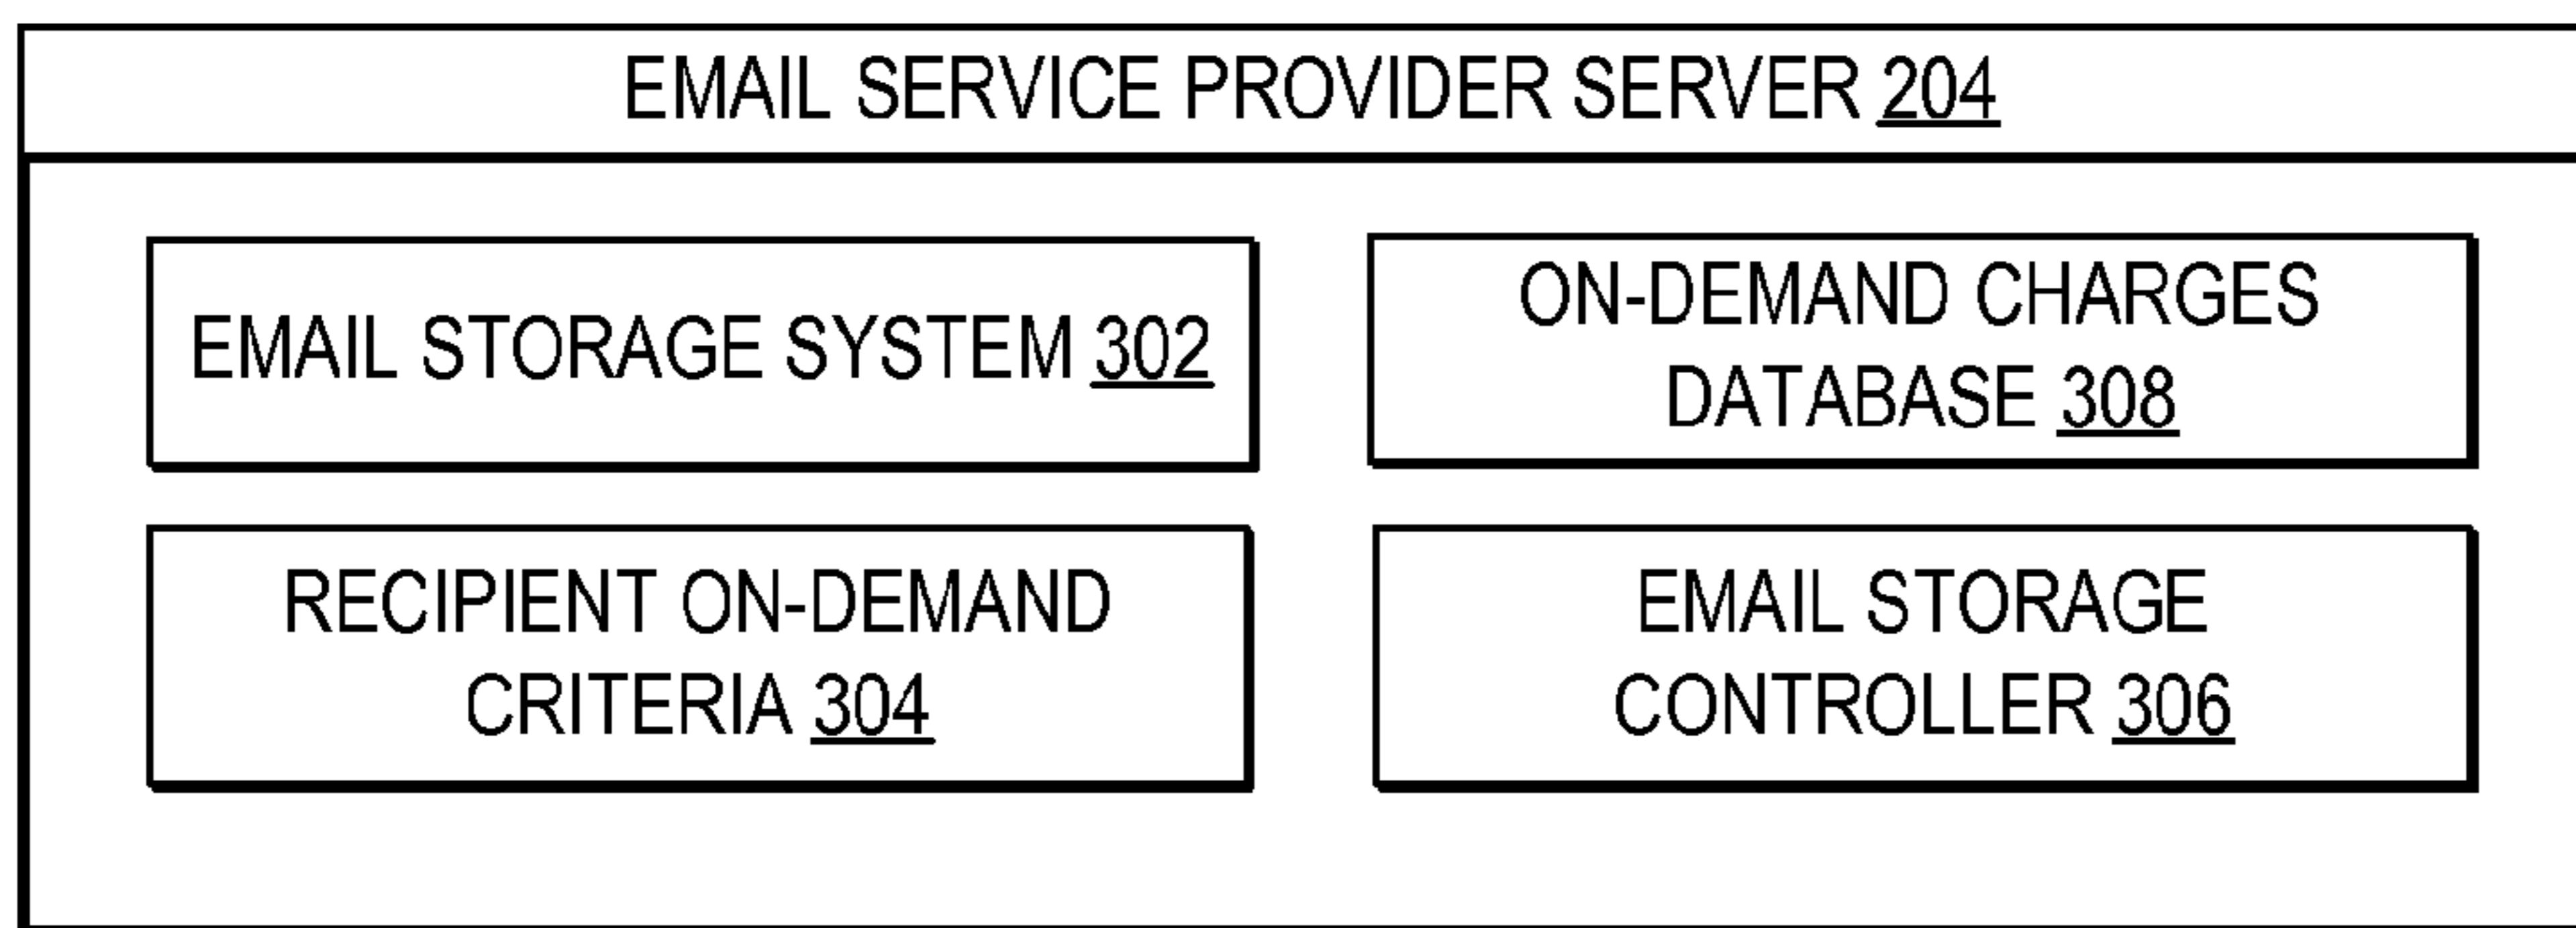 EMAIL SERVICE PROVIDER SERVER 204
EMAIL STORAGE SYSTEM 302
ON-DEMAND CHARGES
DATABASE 308
RECIPIENT ON-DEMAND
CRITERIA 304
EMAIL STORAGE
CONTROLLER 306